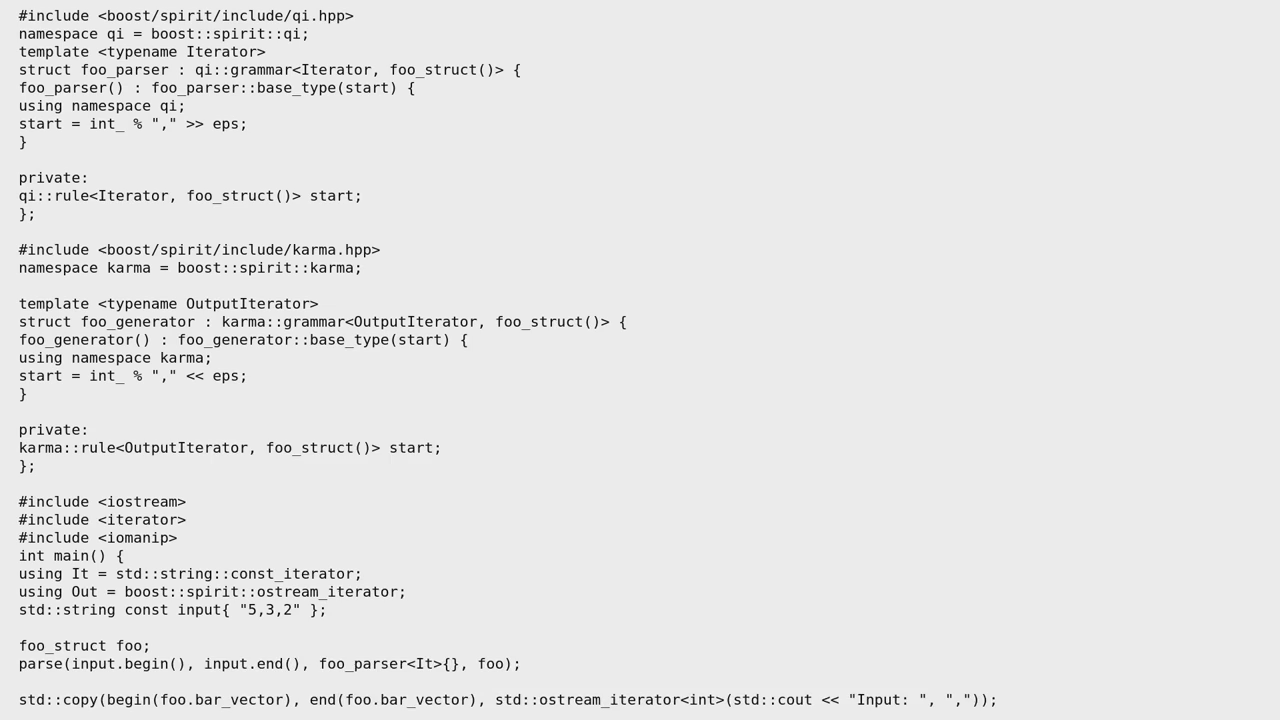 #include <boost/spirit/include/qi.hpp>
namespace qi = boost::spirit::qi;
template <typename Iterator>
struct foo_parser : qi::grammar<Iterator, foo_struct()> {
foo_parser() : foo_parser::base_type(start) {
using namespace qi;
start = int_ % "," >> eps;
}

private:
qi::rule<Iterator, foo_struct()> start;
};

#include <boost/spirit/include/karma.hpp>
namespace karma = boost::spirit::karma;

template <typename OutputIterator>
struct foo_generator : karma::grammar<OutputIterator, foo_struct()> {
foo_generator() : foo_generator::base_type(start) {
using namespace karma;
start = int_ % "," << eps;
}

private:
karma::rule<OutputIterator, foo_struct()> start;
};

#include <iostream>
#include <iterator>
#include <iomanip>
int main() {
using It = std::string::const_iterator;
using Out = boost::spirit::ostream_iterator;
std::string const input{ "5,3,2" };

foo_struct foo;
parse(input.begin(), input.end(), foo_parser<It>{}, foo);

std::copy(begin(foo.bar_vector), end(foo.bar_vector), std::ostream_iterator<int>(std::cout << "Input: ", ","));